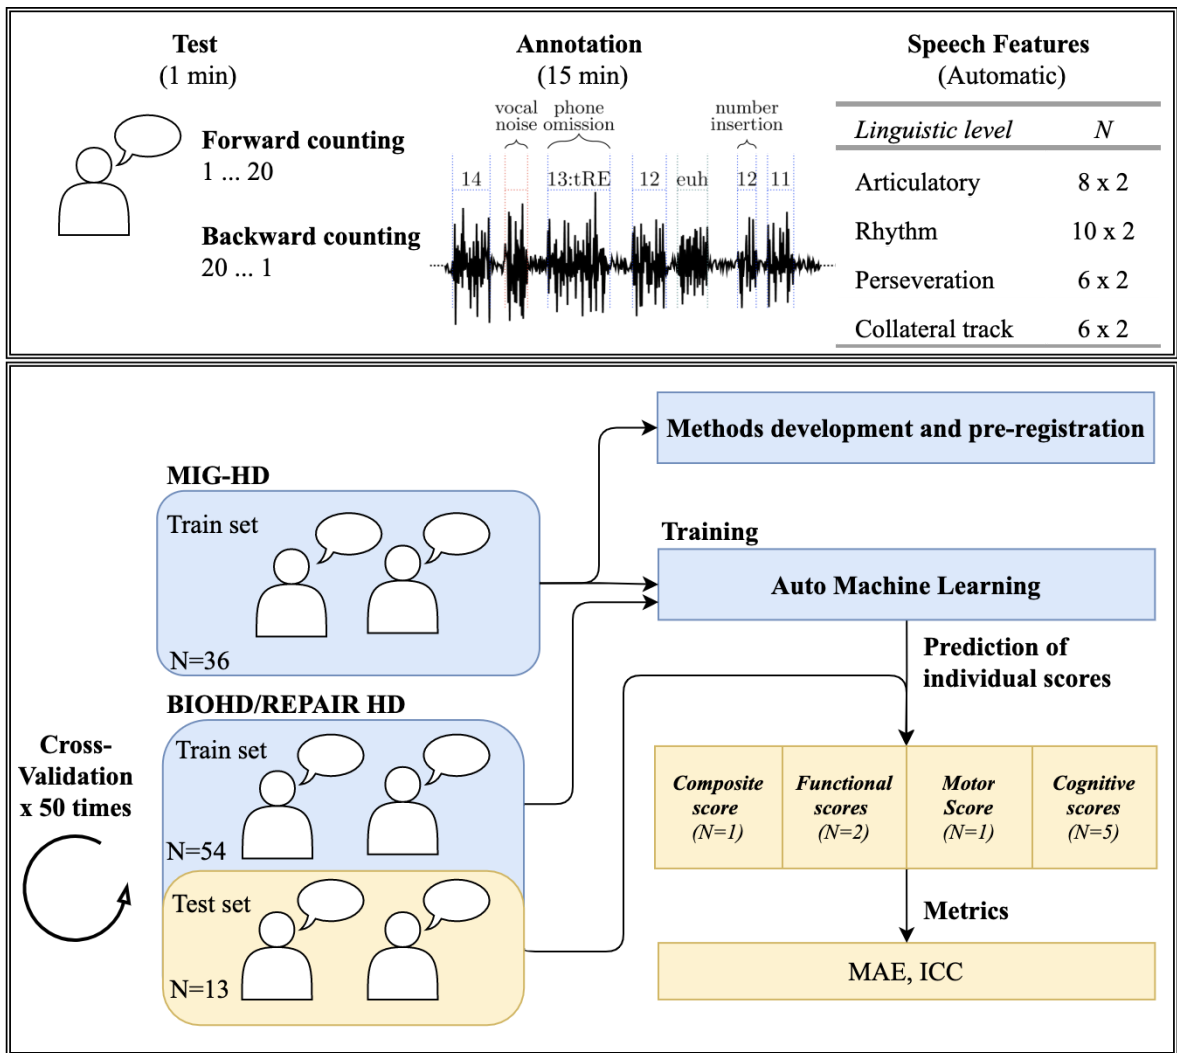 Test
(1 min)
Forward counting
1 ... 20
Backward counting
20 ... 1
Annotation
(15 min)
vocal
noise
phone
omission
number
insertion
14
13:tRE
12
euh
12
11
Speech Features
(Automatic)
Linguistic level N
Articulatory 8 x 2
Rhythm 10 x 2
Perseveration 6 x 2
Collateral track 6 x 2
Methods development and pre-registration
MIG-HD
Train set
N=36
Training
Auto Machine Learning
Prediction of
individual scores
BIOHD/REPAIR HD
Train set
N=54
Cross-
Validation
x 50 times
Test set
N=13
Composite
score
(N=1)
Functional
scores
(N=2)
Motor
Score
(N=1)
Cognitive
scores
(N=5)
Metrics
MAE, ICC